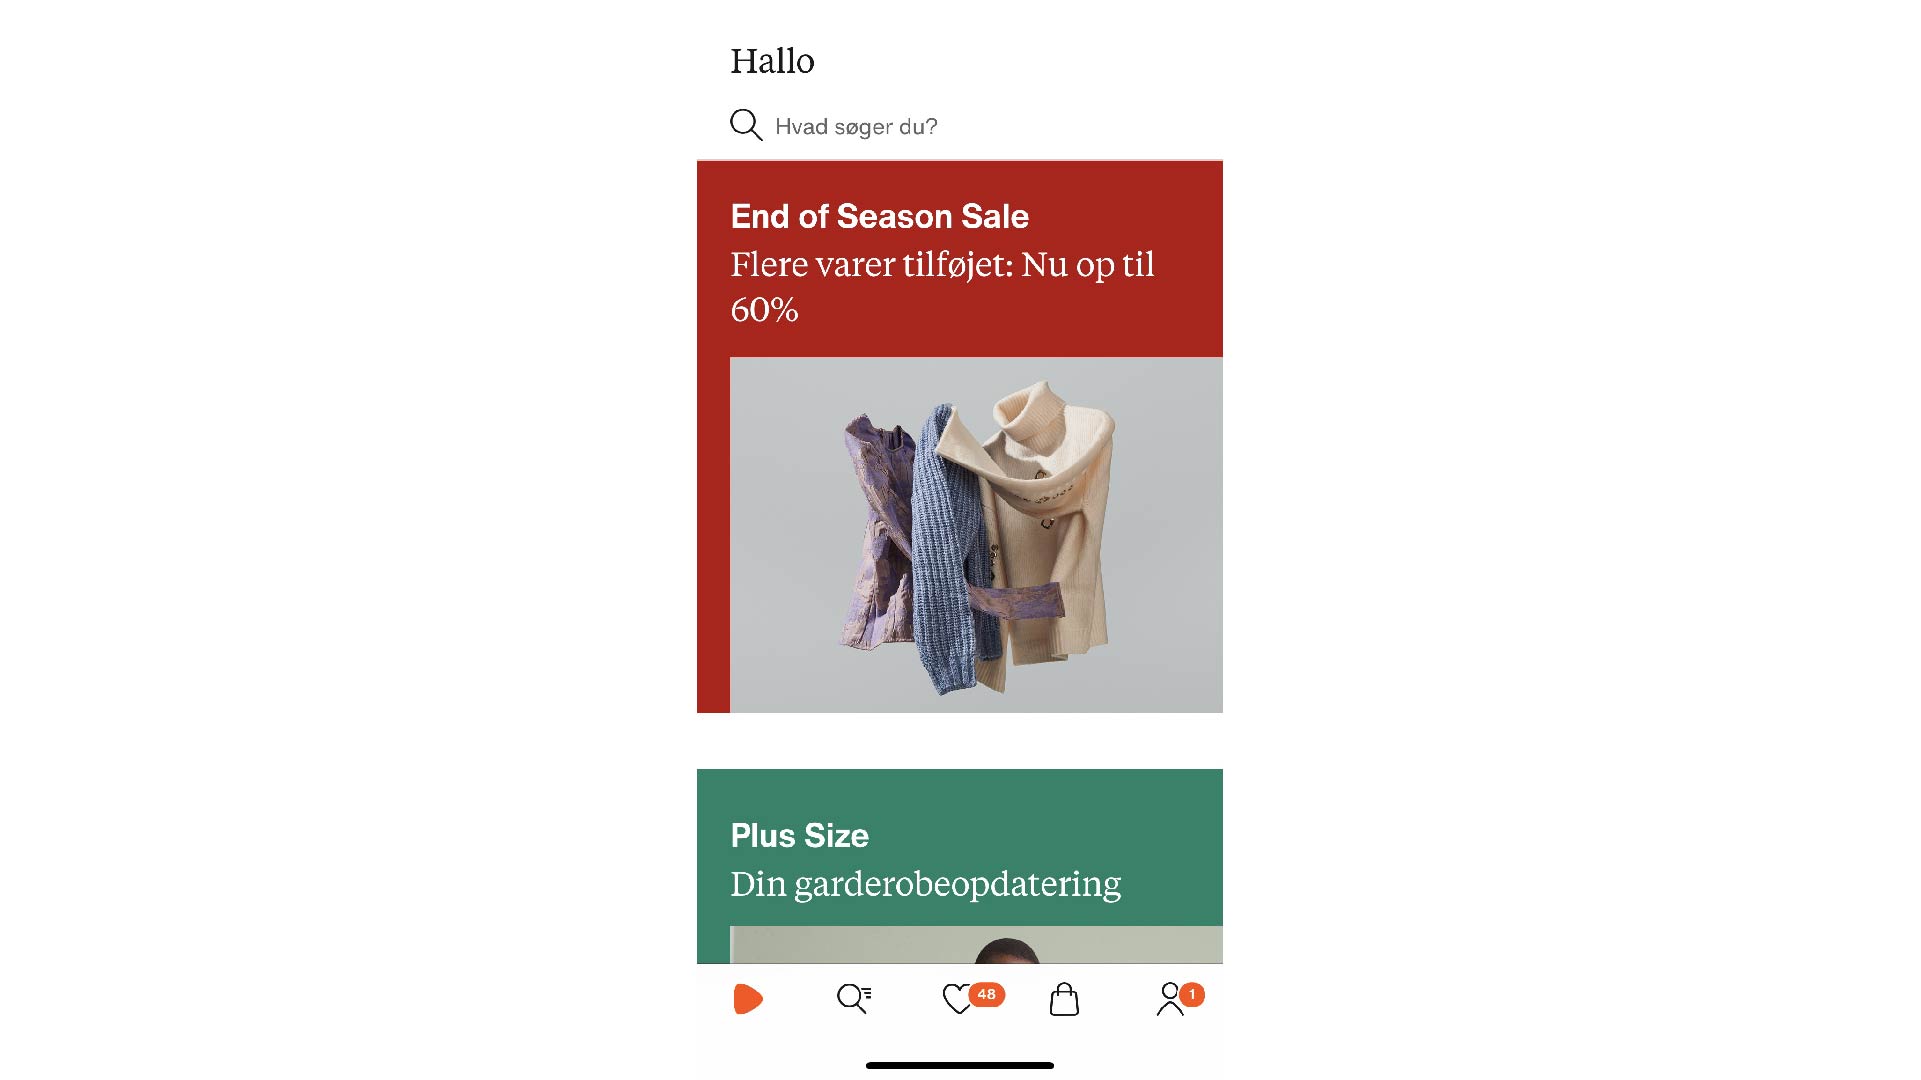 Hallo
Hvad søger du?
End of Season Sale
Flere varer tilføjet: Nu op til
60%
Plus Size
Din garderobeopdatering
48
1